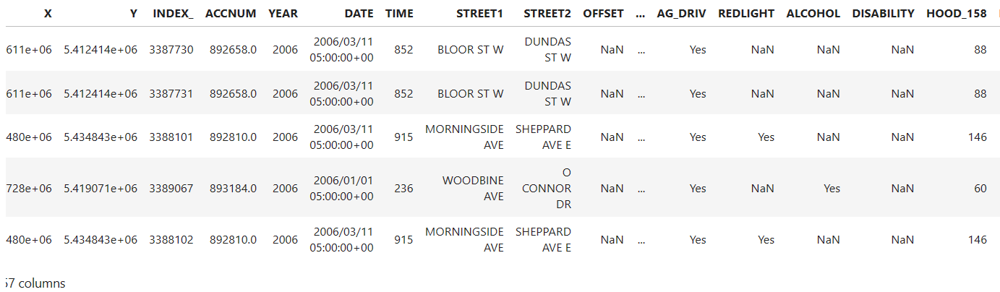 X Y INDEX_ ACCNUM YEAR DATE TIME STREET1 STREET2 OFFSET ... AG_DRIV REDLIGHT ALCOHOL DISABILITY HOOD_158
611e+06 5.412414e+06 3387730 892658.0 2006 2006/03/11 05:00:00+00 852 BLOOR ST W DUNDAS ST W NaN ... Yes NaN NaN NaN 88
611e+06 5.412414e+06 3387731 892658.0 2006 2006/03/11 05:00:00+00 852 BLOOR ST W DUNDAS ST W NaN ... Yes NaN NaN NaN 88
480e+06 5.434843e+06 3388101 892810.0 2006 2006/03/11 05:00:00+00 915 MORNINGSIDE AVE SHEPPARD AVE E NaN ... Yes Yes NaN NaN 146
728e+06 5.419071e+06 3389067 893184.0 2006 2006/01/01 05:00:00+00 236 WOODBINE AVE O CONNOR DR NaN ... Yes NaN Yes NaN 60
480e+06 5.434843e+06 3388102 892810.0 2006 2006/03/11 05:00:00+00 915 MORNINGSIDE AVE SHEPPARD AVE E NaN ... Yes Yes NaN NaN 146
57 columns